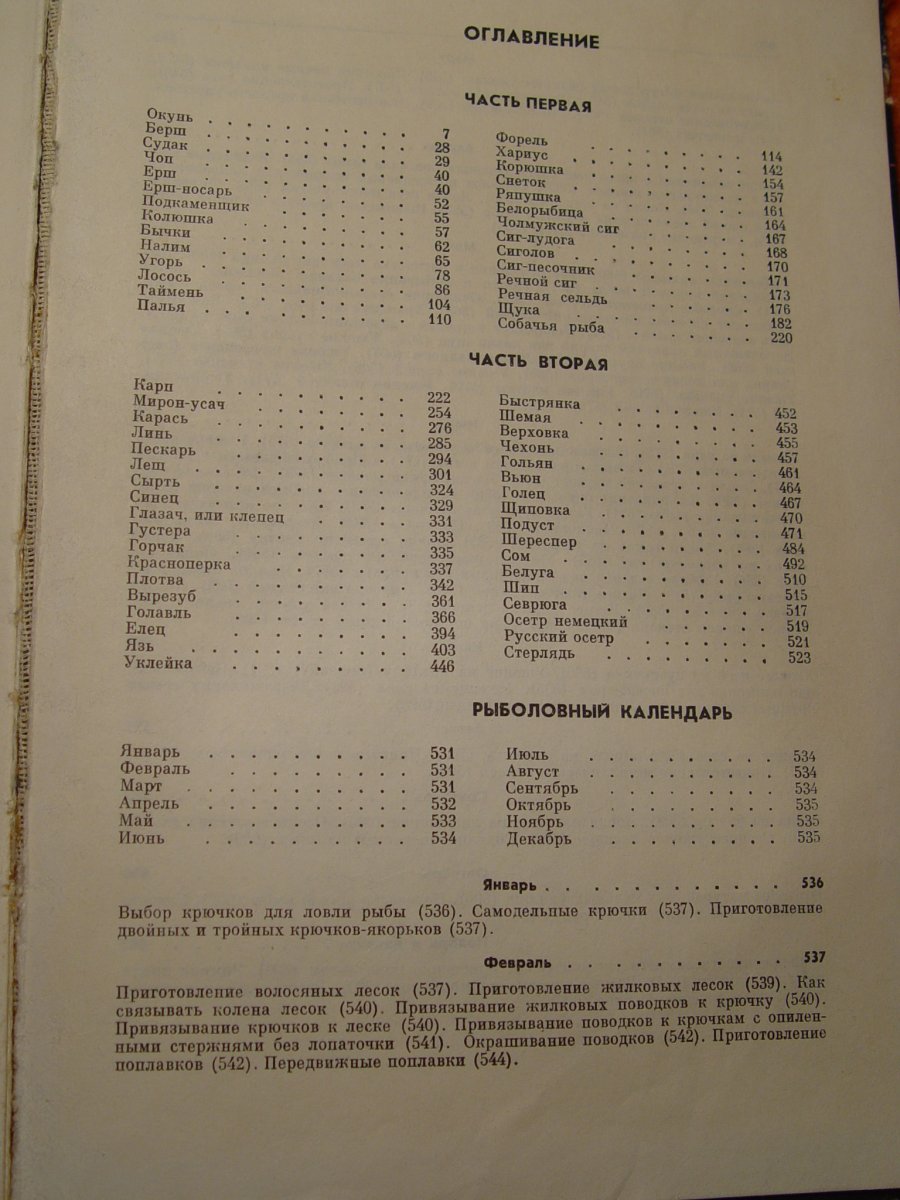 ОГЛАВЛЕНИЕ
ЧАСТЬ ПЕРВАЯ
Окунь . . . . . . . . . . 7
Берш . . . . . . . . . . 28
Судак . . . . . . . . . . 29
Чоп . . . . . . . . . . 40
Ерш . . . . . . . . . . 40
Ерш-носарь . . . . . . . . 52
Подкаменщик . . . . . . . 55
Колюшка . . . . . . . . . 57
Бычки . . . . . . . . . . 62
Налим . . . . . . . . . . 65
Угорь . . . . . . . . . . 78
Лосось . . . . . . . . . . 86
Таймень . . . . . . . . . 104
Палья . . . . . . . . . . 110
Форель . . . . . . . . . 114
Хариус . . . . . . . . . 142
Корюшка . . . . . . . . 154
Снеток . . . . . . . . . 157
Ряпушка . . . . . . . . 161
Белорыбица . . . . . . . 164
Чолмужский сиг . . . . . 167
Сиг-лудога . . . . . . . 168
Сиголов . . . . . . . . 170
Сиг-песочник . . . . . . 171
Речной сиг . . . . . . . 173
Речная сельдь . . . . . . 176
Щука . . . . . . . . . 182
Собачья рыба . . . . . . 220
ЧАСТЬ ВТОРАЯ
Карп . . . . . . . . . . 222
Мирон-усач . . . . . . . . 254
Карась . . . . . . . . . . 276
Линь . . . . . . . . . . 285
Пескарь . . . . . . . . . 294
Лещ . . . . . . . . . . 301
Сырть . . . . . . . . . . 324
Синец . . . . . . . . . . 329
Глазач, или клепец . . . . . 331
Густера . . . . . . . . . 333
Горчак . . . . . . . . . 335
Красноперка . . . . . . . 337
Плотва . . . . . . . . . 342
Вырезуб . . . . . . . . . 361
Голавль . . . . . . . . . 366
Елец . . . . . . . . . . 394
Язь . . . . . . . . . . 403
Уклейка . . . . . . . . . 446
Быстрянка . . . . . . . . 452
Шемая . . . . . . . . . 453
Верховка . . . . . . . . 455
Чехонь . . . . . . . . . 457
Гольян . . . . . . . . . 461
Вьюн . . . . . . . . . 464
Голец . . . . . . . . . 467
Щиповка . . . . . . . . 470
Подуст . . . . . . . . . 471
Шереспер . . . . . . . . 484
Сом . . . . . . . . . . 492
Белуга . . . . . . . . . 510
Шип . . . . . . . . . . 515
Севрюга . . . . . . . . 517
Осетр немецкий . . . . . . 519
Русский осетр . . . . . . 521
Стерлядь . . . . . . . . 523
РЫБОЛОВНЫЙ КАЛЕНДАРЬ
Январь . . . . . . . . . . 531
Февраль . . . . . . . . . 531
Март . . . . . . . . . . 531
Апрель . . . . . . . . . 532
Май . . . . . . . . . . 533
Июнь . . . . . . . . . . 534
Июль . . . . . . . . . 534
Август . . . . . . . . . 534
Сентябрь . . . . . . . . 534
Октябрь . . . . . . . . 535
Ноябрь . . . . . . . . . 535
Декабрь . . . . . . . . 535
Январь . . . . . . . . . . . . 536
Выбор крючков для ловли рыбы (536). Самодельные крючки (537). Приготовление
двойных и тройных крючков-якорьков (537).
Февраль . . . . . . . . . . . 537
Приготовление волосяных лесок (537). Приготовление жилковых лесок (539). Как
связывать колена лесок (540). Привязывание жилковых поводков к крючку (540).
Привязывание крючков к леске (540). Привязывание поводков к крючкам с опилен-
ными стержнями без лопаточки (541). Окрашивание поводков (542). Приготовление
поплавков (542). Передвижные поплавки (544).